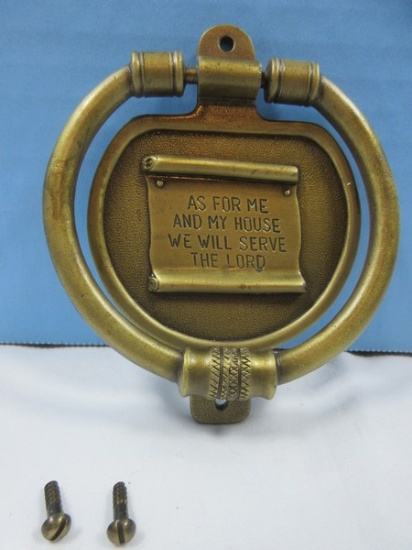 AS FOR ME
AND MY HOUSE
WE WILL SERVE
THE LORD